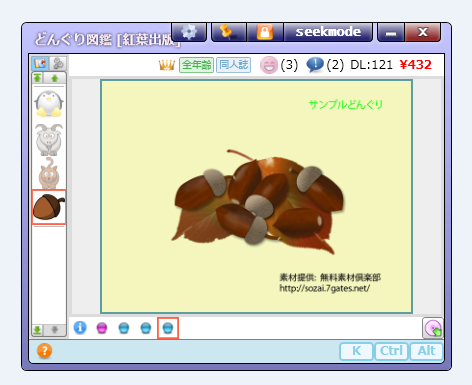 どんぐり図鑑 [紅葉出版]
seekmode
全年齢 同人誌 (3) (2) DL:121 ¥432
サンプルどんぐり
素材提供: 無料素材倶楽部
http://sozai.7gates.net/
K Ctrl Alt